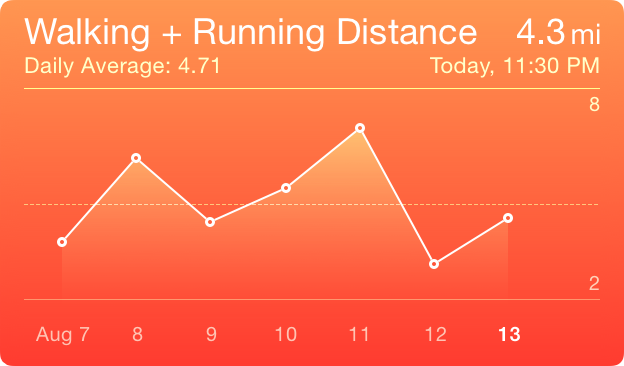 Walking + Running Distance 4.3 mi
Daily Average: 4.71 Today, 11:30 PM
8
2
Aug 7 8 9 10 11 12 13